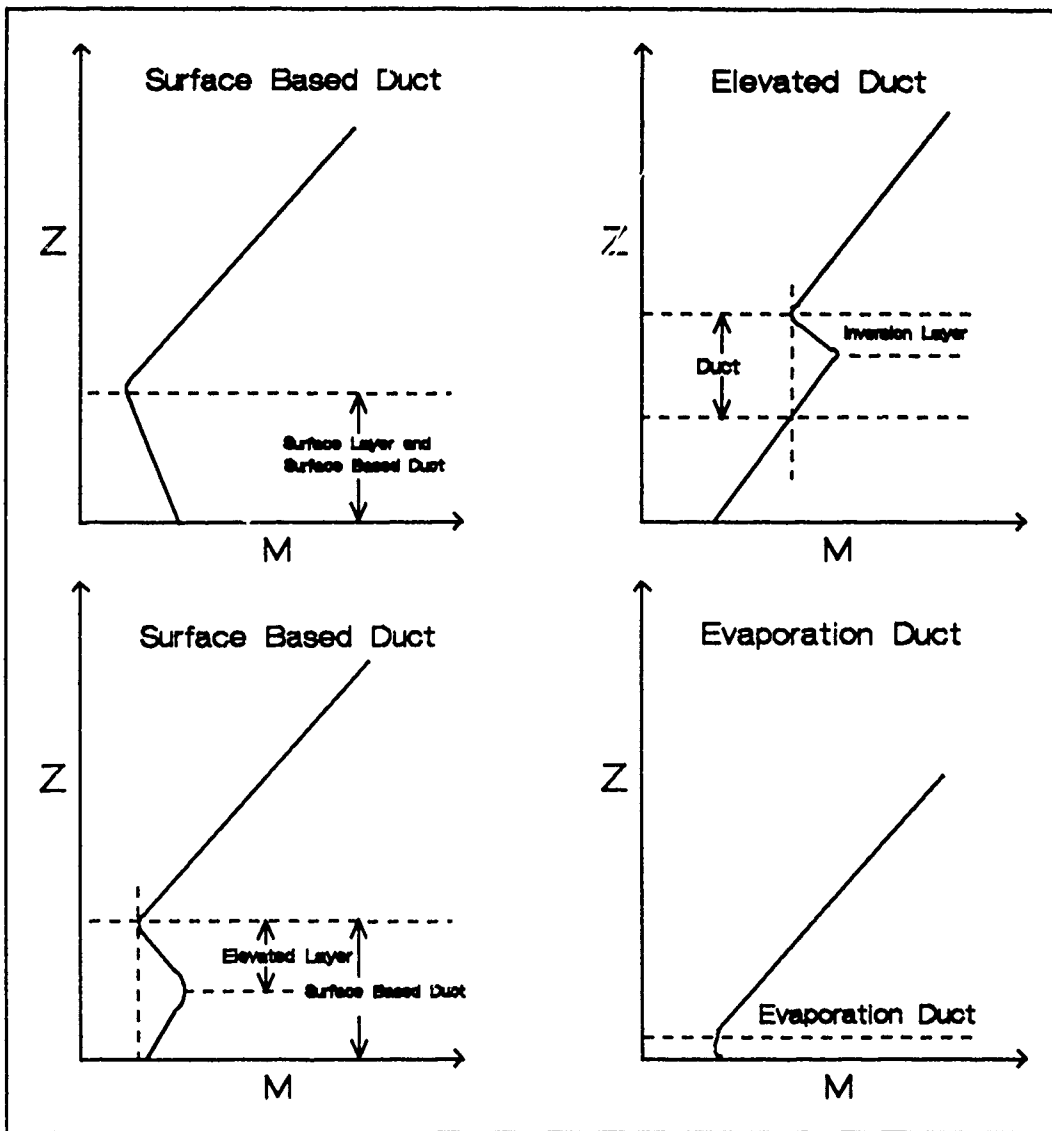 Surface Based Duct
Z
Surface Layer and
Surface Based Duct
M
Elevated Duct
Z
Inversion Layer
Duct
M
Surface Based Duct
Z
Elevated Layer
Surface Based Duct
M
Evaporation Duct
Z
Evaporation Duct
M